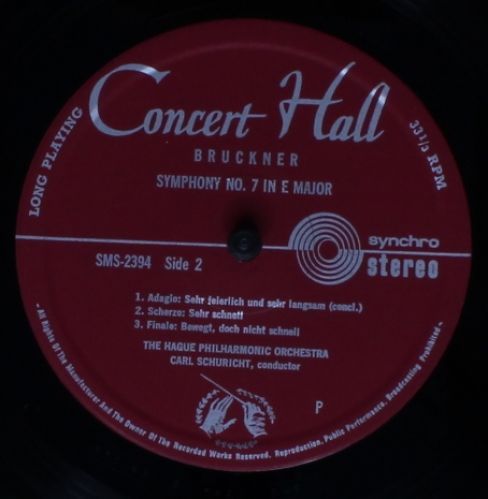 Concert Hall
LONG PLAYING
33 1/3 RPM
BRUCKNER
SYMPHONY NO. 7 IN E MAJOR
synchro
stereo
SMS-2394 Side 2
1. Adagio: Sehr feierlich und sehr langsam (concl.)
2. Scherzo: Sehr schnell
3. Finale: Bewegt, doch nicht schnell
THE HAGUE PHILHARMONIC ORCHESTRA
CARL SCHURICHT, conductor
P
- All Rights Of The Manufacturer And The Owner Of The Recorded Works Reserved. Reproduction, Public Performance, Broadcasting Prohibited -